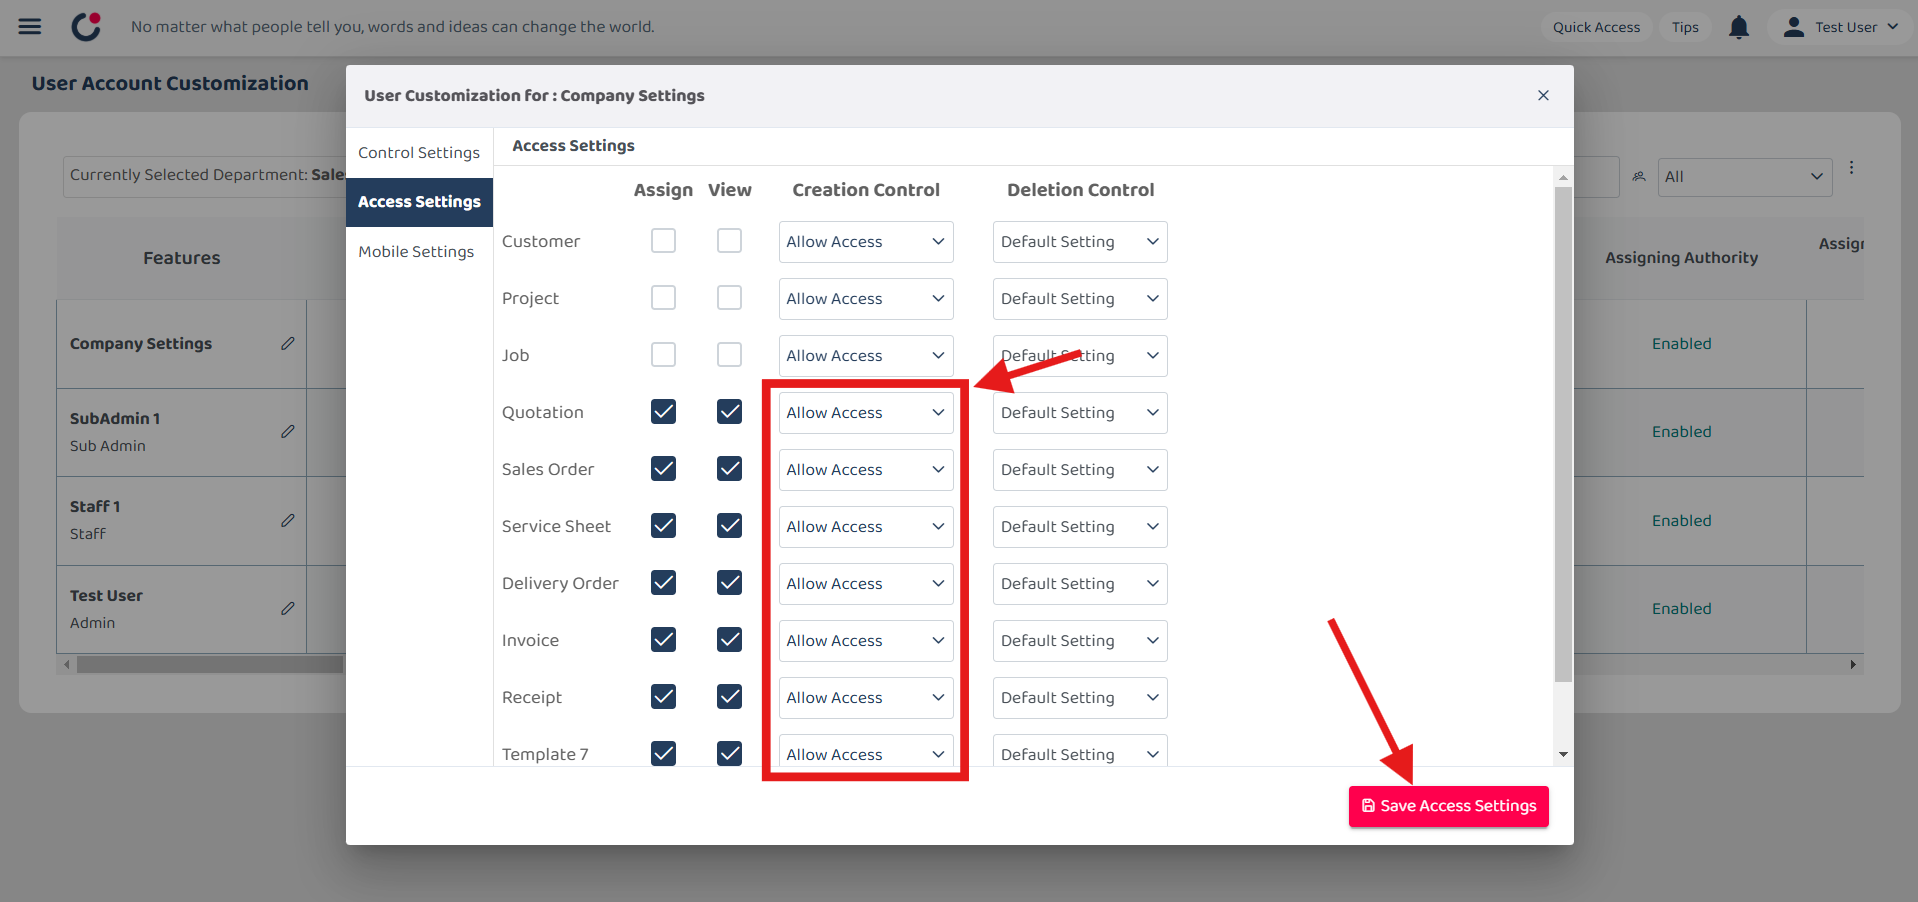 No matter what people tell you, words and ideas can change the world.
Quick Access
Tips
Test User
User Account Customization
User Customization for : Company Settings
Currently Selected Department: Sale
All
Control Settings
Access Settings
Mobile Settings
Access Settings
Assign View Creation Control Deletion Control
Customer Allow Access Default Setting
Project Allow Access Default Setting
Job Allow Access Default Setting
Quotation Allow Access Default Setting
Sales Order Allow Access Default Setting
Service Sheet Allow Access Default Setting
Delivery Order Allow Access Default Setting
Invoice Allow Access Default Setting
Receipt Allow Access Default Setting
Template 7 Allow Access Default Setting
Save Access Settings
Features
Company Settings
SubAdmin 1
Sub Admin
Staff 1
Staff
Test User
Admin
Assigning Authority
Enabled
Enabled
Enabled
Enabled